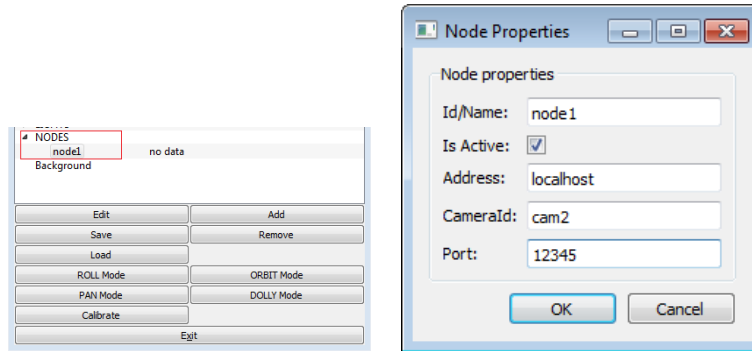 NODES
node1 no data
Background
Edit Add
Save Remove
Load
ROLL Mode ORBIT Mode
PAN Mode DOLLY Mode
Calibrate
Exit
Node Properties
Node properties
Id/Name: node1
Is Active:
Address: localhost
CameraId: cam2
Port: 12345
OK Cancel